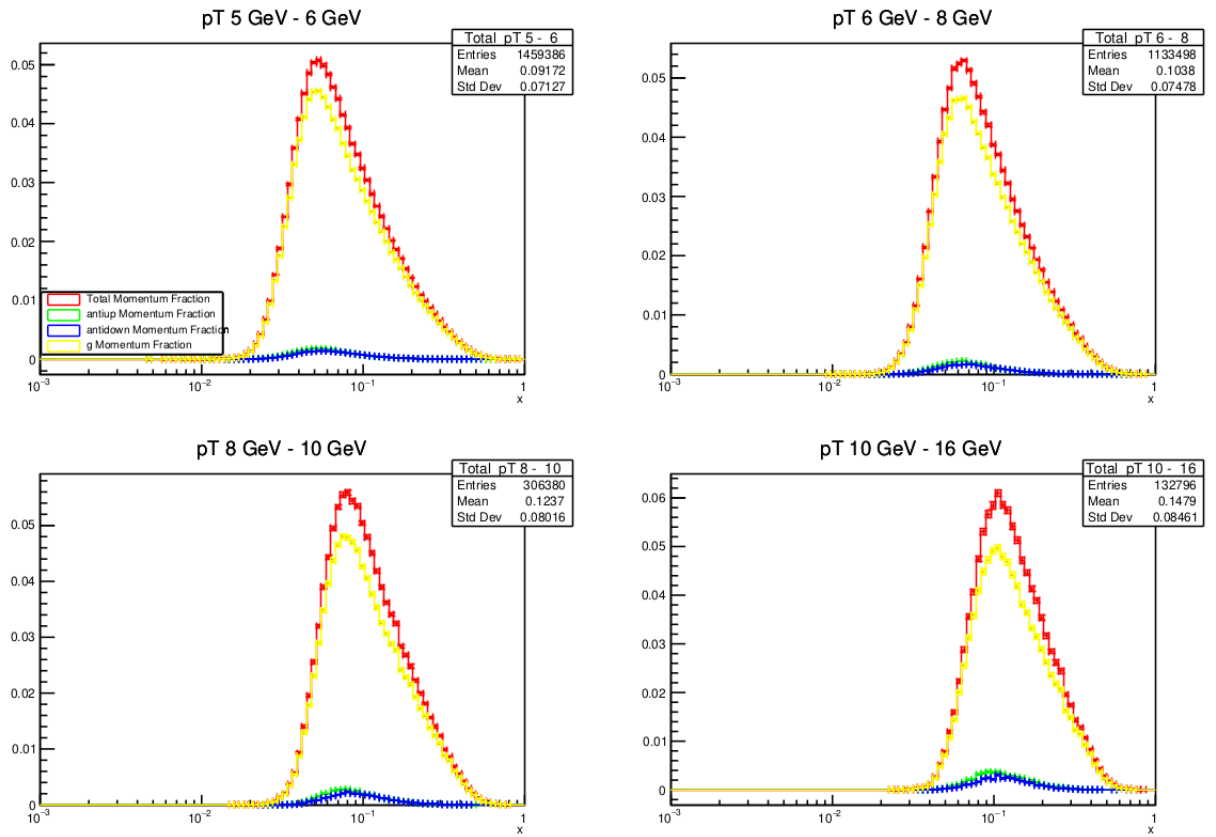 pT 5 GeV - 6 GeV
Total pT 5 - 6
Entries 1459386
Mean 0.09172
Std Dev 0.07127
0.05
0.04
0.03
0.02
0.01
0
Total Momentum Fraction
antiup Momentum Fraction
antidown Momentum Fraction
g Momentum Fraction
10−3 10−2 10−1 1
x
pT 6 GeV - 8 GeV
Total pT 6 - 8
Entries 1133498
Mean 0.1038
Std Dev 0.07478
0.05
0.04
0.03
0.02
0.01
0
10−3 10−2 10−1 1
x
pT 8 GeV - 10 GeV
Total pT 8 - 10
Entries 306380
Mean 0.1237
Std Dev 0.08016
0.05
0.04
0.03
0.02
0.01
0
10−3 10−2 10−1 1
x
pT 10 GeV - 16 GeV
Total pT 10 - 16
Entries 132796
Mean 0.1479
Std Dev 0.08461
0.06
0.05
0.04
0.03
0.02
0.01
0
10−3 10−2 10−1 1
x